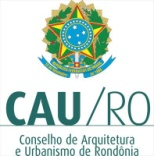 CAU/RO
Conselho de Arquitetura
e Urbanismo de Rondônia